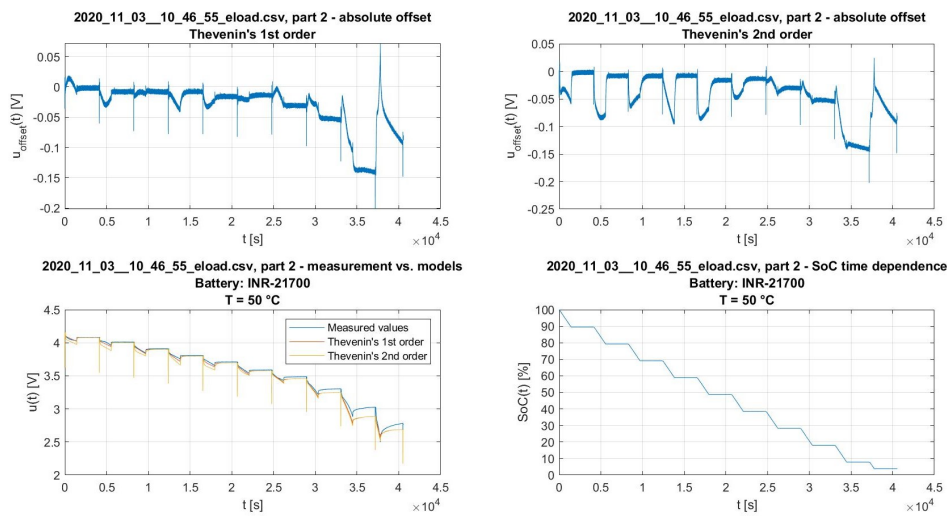 2020_11_03__10_46_55_eload.csv, part 2 - absolute offset
Thevenin's 1st order
0.05
0
-0.05
-0.1
-0.15
-0.2
u_offset(t) [V]
0 0.5 1 1.5 2 2.5 3 3.5 4 4.5
t [s]
×10^4
2020_11_03__10_46_55_eload.csv, part 2 - absolute offset
Thevenin's 2nd order
0.05
0
-0.05
-0.1
-0.15
-0.2
-0.25
u_offset(t) [V]
0 0.5 1 1.5 2 2.5 3 3.5 4 4.5
t [s]
×10^4
2020_11_03__10_46_55_eload.csv, part 2 - measurement vs. models
Battery: INR-21700
T = 50 °C
4.5
4
3.5
3
2.5
2
u(t) [V]
Measured values
Thevenin's 1st order
Thevenin's 2nd order
0 0.5 1 1.5 2 2.5 3 3.5 4 4.5
t [s]
×10^4
2020_11_03__10_46_55_eload.csv, part 2 - SoC time dependence
Battery: INR-21700
T = 50 °C
100
90
80
70
60
50
40
30
20
10
0
SoC(t) [%]
0 0.5 1 1.5 2 2.5 3 3.5 4 4.5
t [s]
×10^4